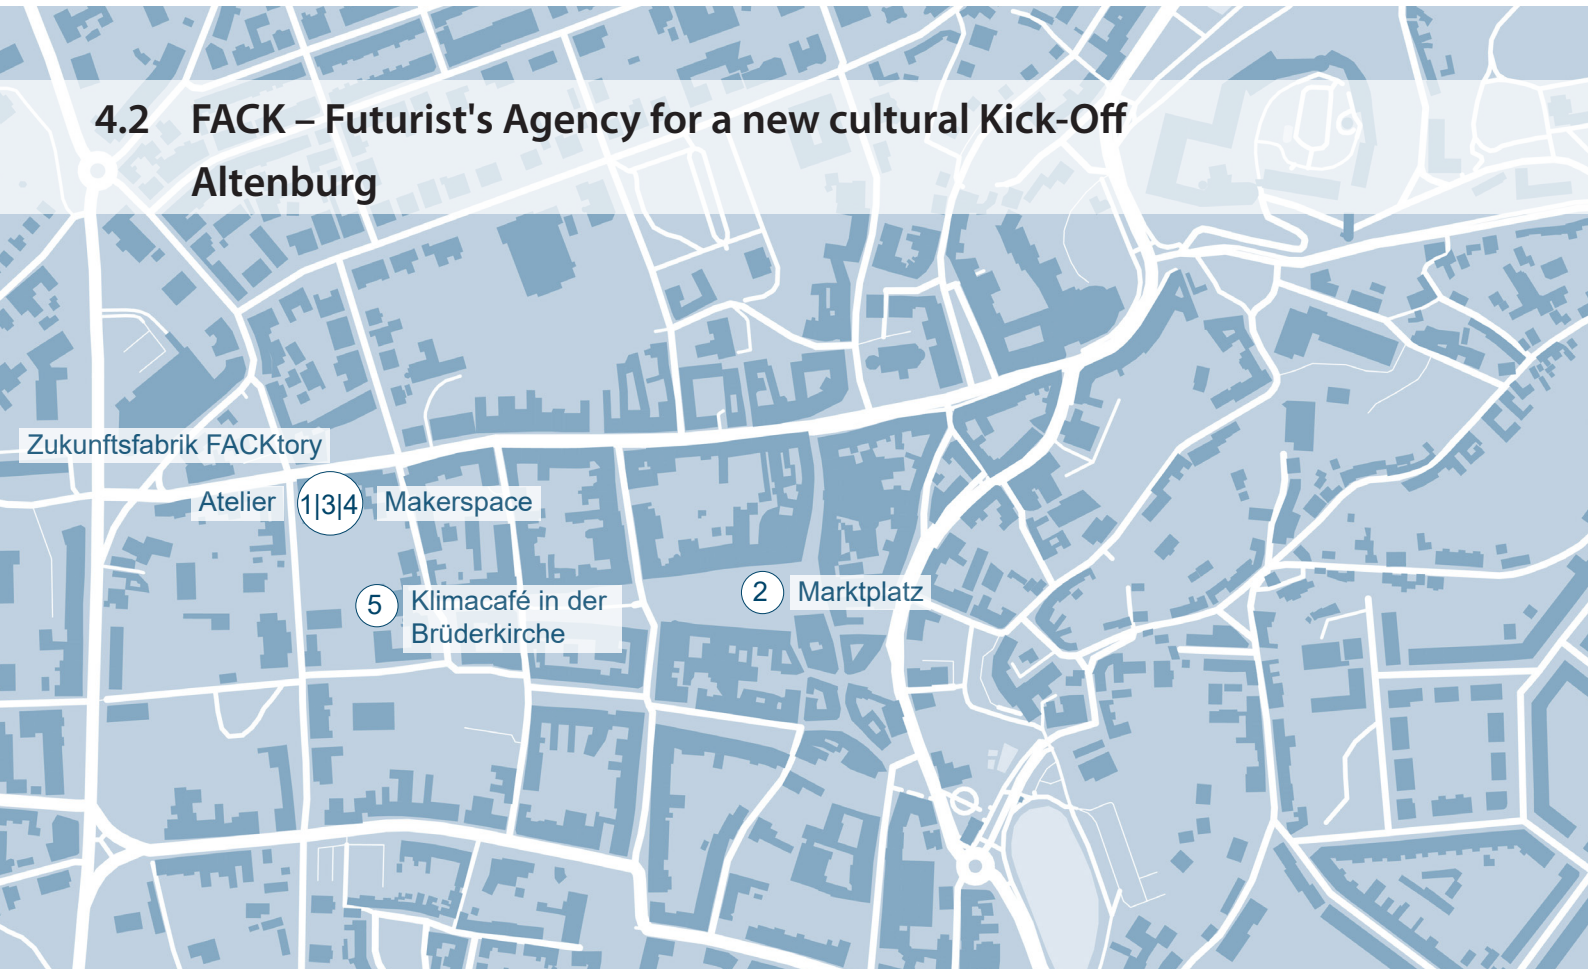 4.2 FACK – Futurist's Agency for a new cultural Kick-Off
Altenburg
Zukunftsfabrik FACKtory
Atelier 1|3|4 Makerspace
5 Klimacafé in der
Brüderkirche
2 Marktplatz